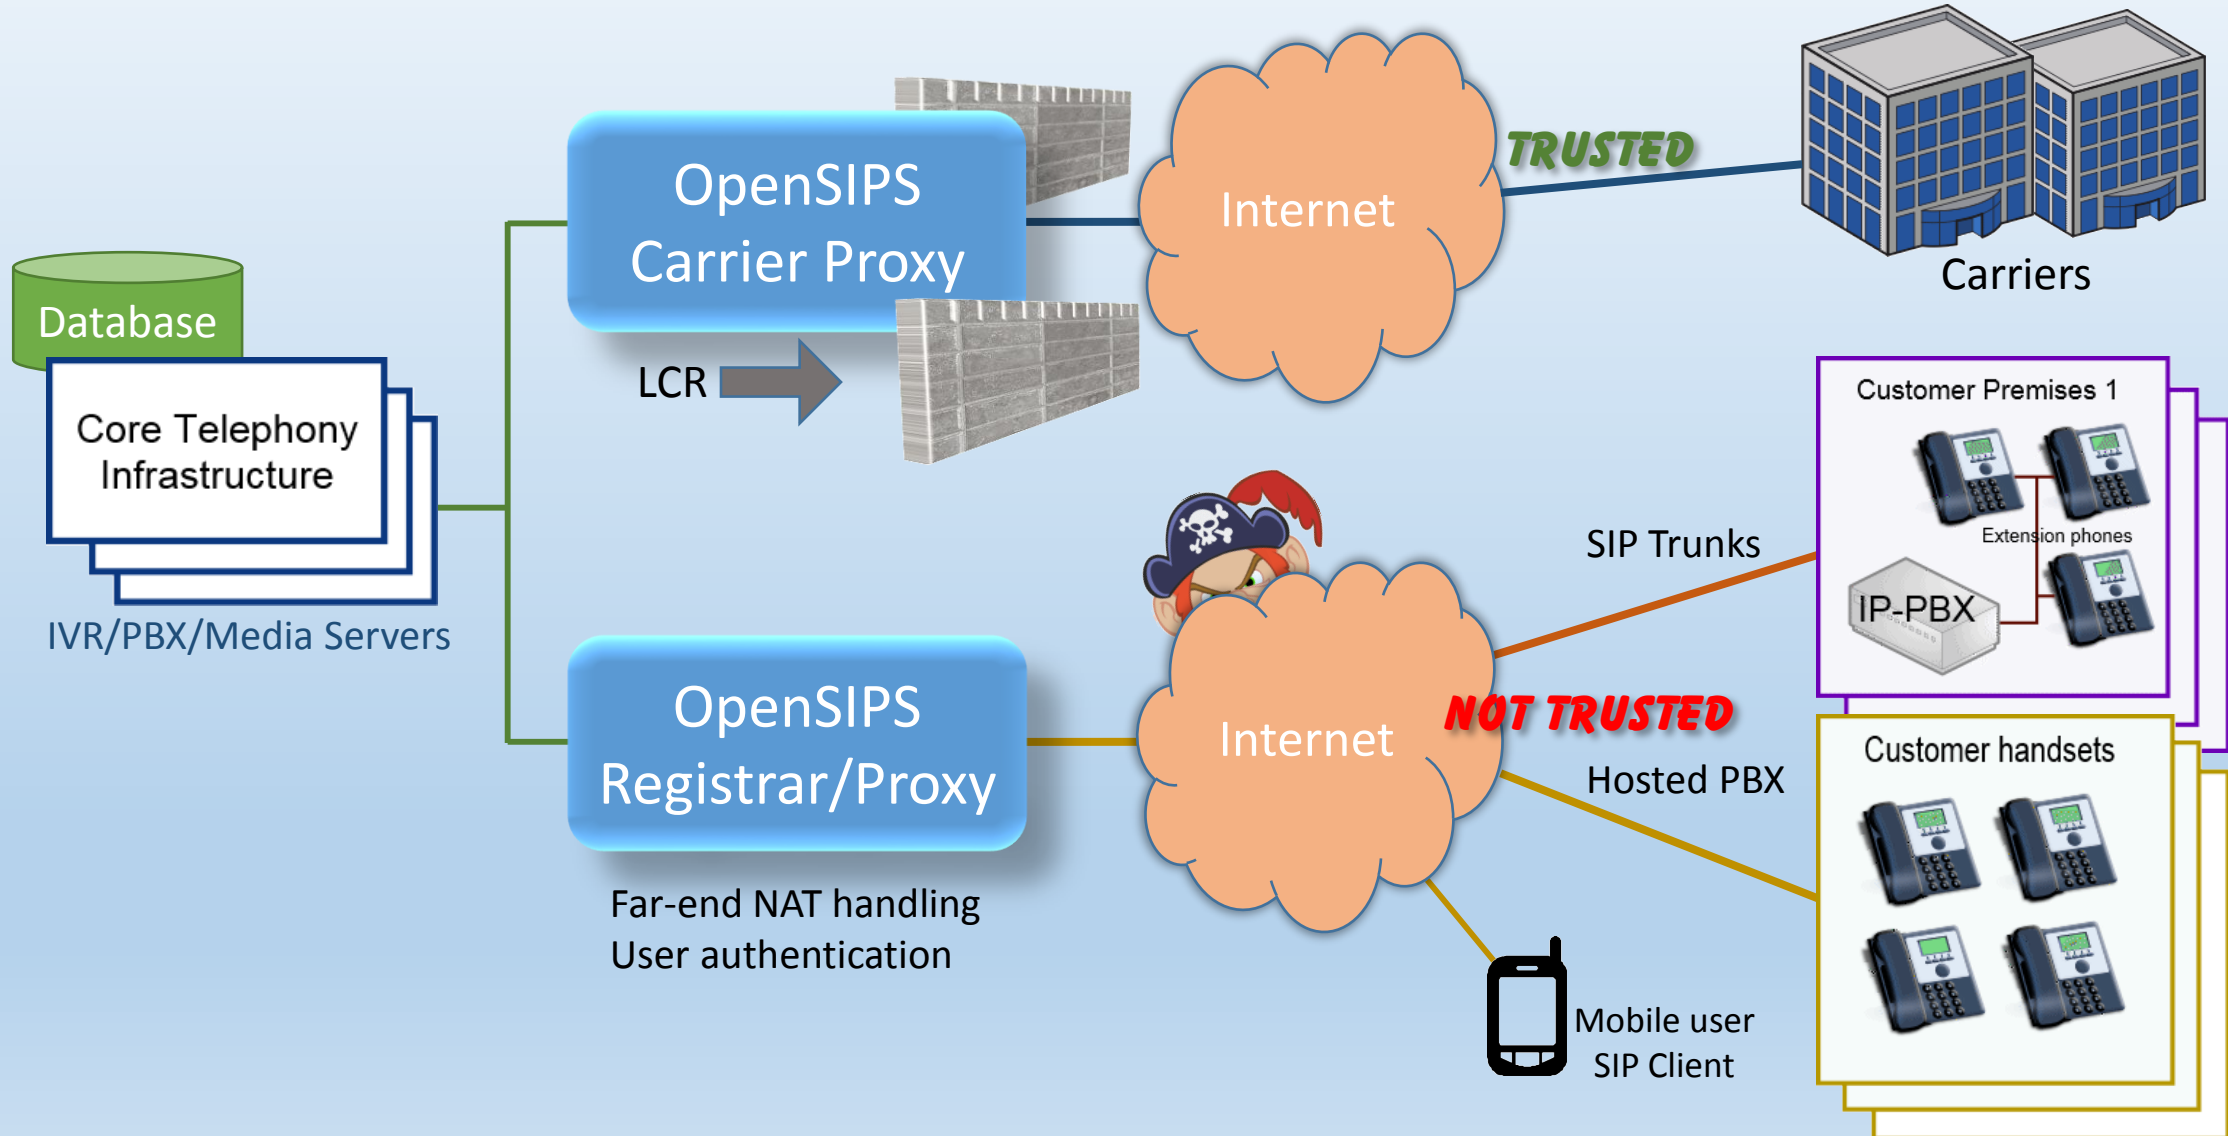 OpenSIPS
Carrier Proxy
Internet
TRUSTED
Carriers
Database
Core Telephony
Infrastructure
IVR/PBX/Media Servers
LCR
Customer Premises 1
Extension phones
IP-PBX
SIP Trunks
OpenSIPS
Registrar/Proxy
Internet
NOT TRUSTED
Hosted PBX
Customer handsets
Far-end NAT handling
User authentication
Mobile user
SIP Client